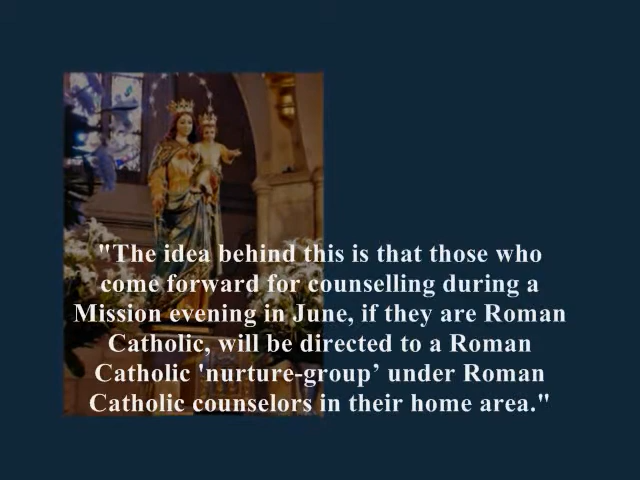 "The idea behind this is that those who
come forward for counselling during a
Mission evening in June, if they are Roman
Catholic, will be directed to a Roman
Catholic 'nurture-group’ under Roman
Catholic counselors in their home area."